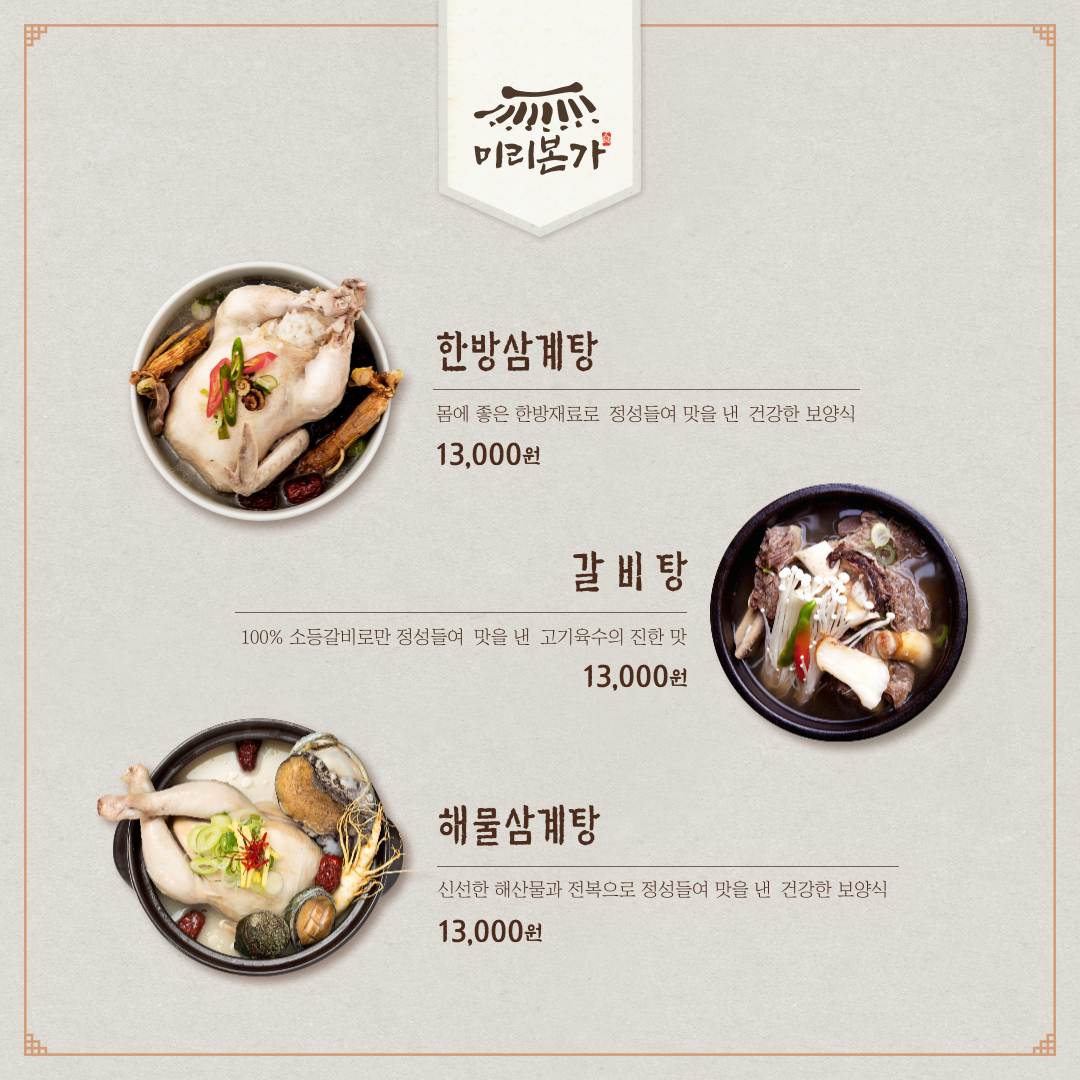 미리본가
한방삼계탕
몸에 좋은 한방재료로 정성들여 맛을 낸 건강한 보양식
13,000원
갈비탕
100% 소등갈비로만 정성들여 맛을 낸 고기육수의 진한 맛
13,000원
해물삼계탕
신선한 해산물과 전복으로 정성들여 맛을 낸 건강한 보양식
13,000원